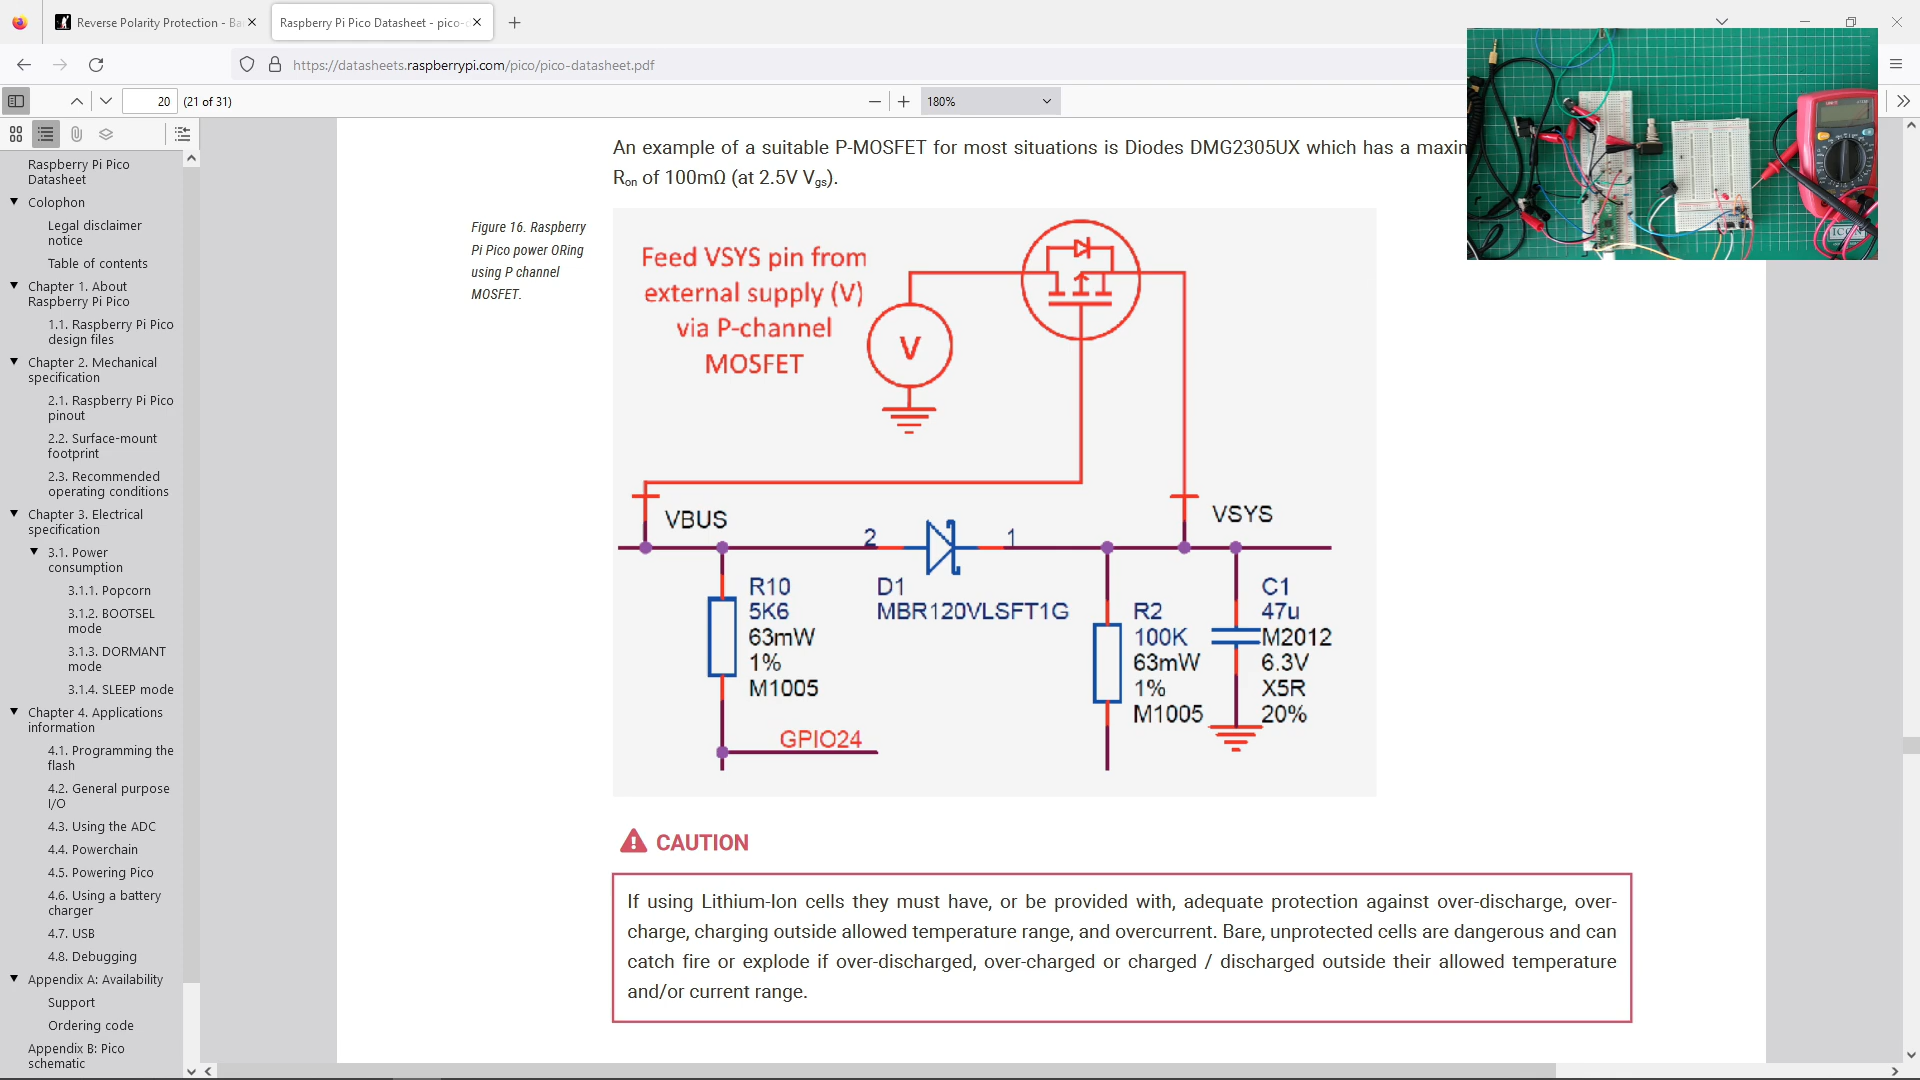 Reverse Polarity Protection - Ba
Raspberry Pi Pico Datasheet - pico-
https://datasheets.raspberrypi.com/pico/pico-datasheet.pdf
20 (21 of 31)
180%
Raspberry Pi Pico
Datasheet
Colophon
Legal disclaimer
notice
Table of contents
Chapter 1. About
Raspberry Pi Pico
1.1. Raspberry Pi Pico
design files
Chapter 2. Mechanical
specification
2.1. Raspberry Pi Pico
pinout
2.2. Surface-mount
footprint
2.3. Recommended
operating conditions
Chapter 3. Electrical
specification
3.1. Power
consumption
3.1.1. Popcorn
3.1.2. BOOTSEL
mode
3.1.3. DORMANT
mode
3.1.4. SLEEP mode
Chapter 4. Applications
information
4.1. Programming the
flash
4.2. General purpose
I/O
4.3. Using the ADC
4.4. Powerchain
4.5. Powering Pico
4.6. Using a battery
charger
4.7. USB
4.8. Debugging
Appendix A: Availability
Support
Ordering code
Appendix B: Pico
schematic
An example of a suitable P-MOSFET for most situations is Diodes DMG2305UX which has a maxin
Ron of 100mΩ (at 2.5V Vgs).
Figure 16. Raspberry
Pi Pico power ORing
using P channel
MOSFET.
Feed VSYS pin from
external supply (V)
via P-channel
MOSFET
V
VBUS
2
1
VSYS
R10
5K6
63mW
1%
M1005
GPIO24
D1
MBR120VLSFT1G
R2
100K
63mW
1%
M1005
C1
47u
M2012
6.3V
X5R
20%
CAUTION
If using Lithium-Ion cells they must have, or be provided with, adequate protection against over-discharge, over-
charge, charging outside allowed temperature range, and overcurrent. Bare, unprotected cells are dangerous and can
catch fire or explode if over-discharged, over-charged or charged / discharged outside their allowed temperature
and/or current range.
ICON